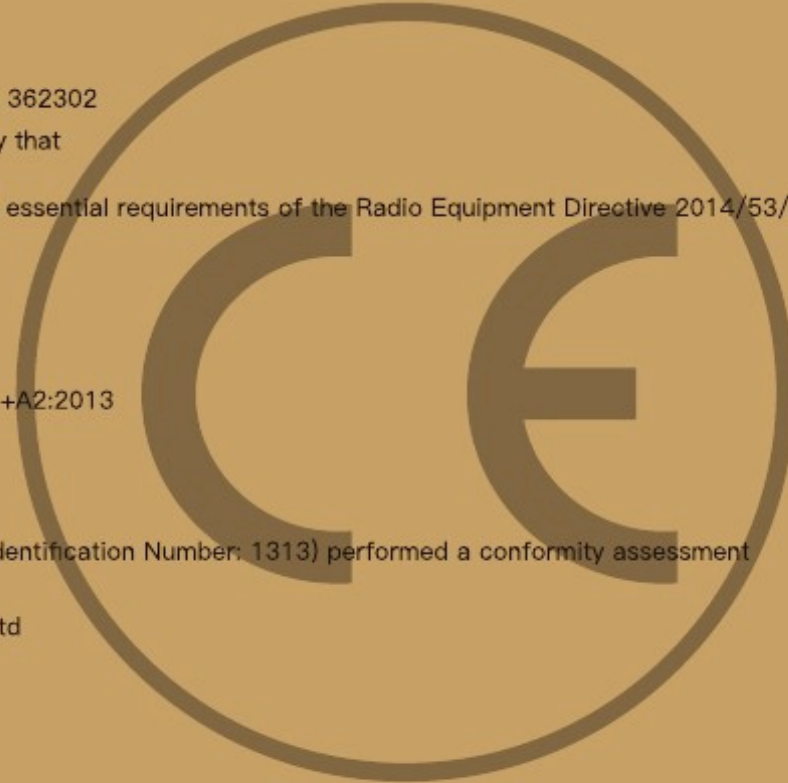 362302
y that
essential requirements of the Radio Equipment Directive 2014/53/
+A2:2013
dentification Number: 1313) performed a conformity assessment
td
CE